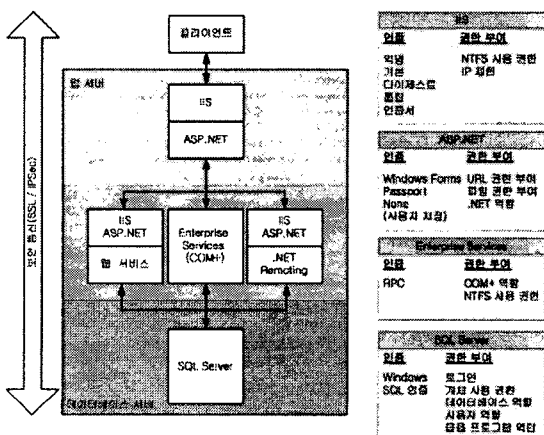 클라이언트
웹 서버
IIS
ASP.NET
IIS
ASP.NET
웹 서비스
Enterprise
Services
(COM+)
IIS
ASP.NET
.NET
Remoting
SQL Server
데이터베이스 서버
보안 통신(SSL / IPSec)
IIS
인증 권한 부여
익명 NTFS 사용 권한
기본 IP 제한
다이제스트
통합
인증서
ASP.NET
인증 권한 부여
Windows Forms URL 권한 부여
Passport 파일 권한 부여
None .NET 역할
(사용자 지정)
Enterprise Services
인증 권한 부여
RPC COM+ 역할
NTFS 사용 권한
SQL Server
인증 권한 부여
Windows 로그인
SQL 인증 개체 사용 권한
데이터베이스 역할
사용자 역할
응용 프로그램 역할